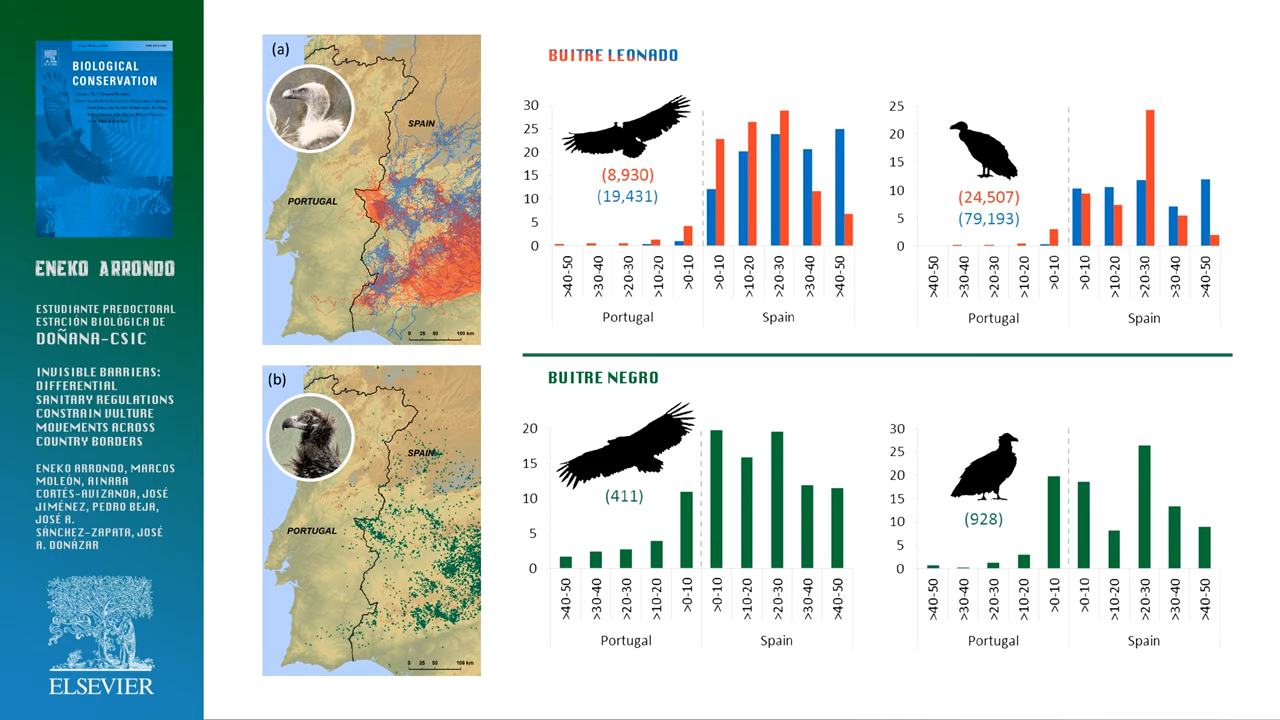 BIOLOGICAL
CONSERVATION
ENEKO ARRONDO
ESTUDIANTE PREDOCTORAL
ESTACIÓN BIOLÓGICA DE
DOÑANA-CSIC
INVISIBLE BARRIERS:
DIFFERENTIAL
SANITARY REGULATIONS
CONSTRAIN VULTURE
MOVEMENTS ACROSS
COUNTRY BORDERS
ENEKO ARRONDO, MARCOS
MOLEÓN, AINARA
CORTÉS-AVIZANDA, JOSÉ
JIMÉNEZ, PEDRO BEJA,
JOSÉ A.
SÁNCHEZ-ZAPATA, JOSÉ
A. DONÁZAR
ELSEVIER
(a)
SPAIN
PORTUGAL
0 25 50 100 km
BUITRE LEONADO
30
25
20
15
10
5
0
(8,930)
(19,431)
>40-50 >30-40 >20-30 >10-20 >0-10 >0-10 >10-20 >20-30 >30-40 >40-50
Portugal Spain
25
20
15
10
5
0
(24,507)
(79,193)
>40-50 >30-40 >20-30 >10-20 >0-10 >0-10 >10-20 >20-30 >30-40 >40-50
Portugal Spain
(b)
SPAIN
PORTUGAL
0 25 50 100 km
BUITRE NEGRO
20
15
10
5
0
(411)
>40-50 >30-40 >20-30 >10-20 >0-10 >0-10 >10-20 >20-30 >30-40 >40-50
Portugal Spain
30
25
20
15
10
5
0
(928)
>40-50 >30-40 >20-30 >10-20 >0-10 >0-10 >10-20 >20-30 >30-40 >40-50
Portugal Spain